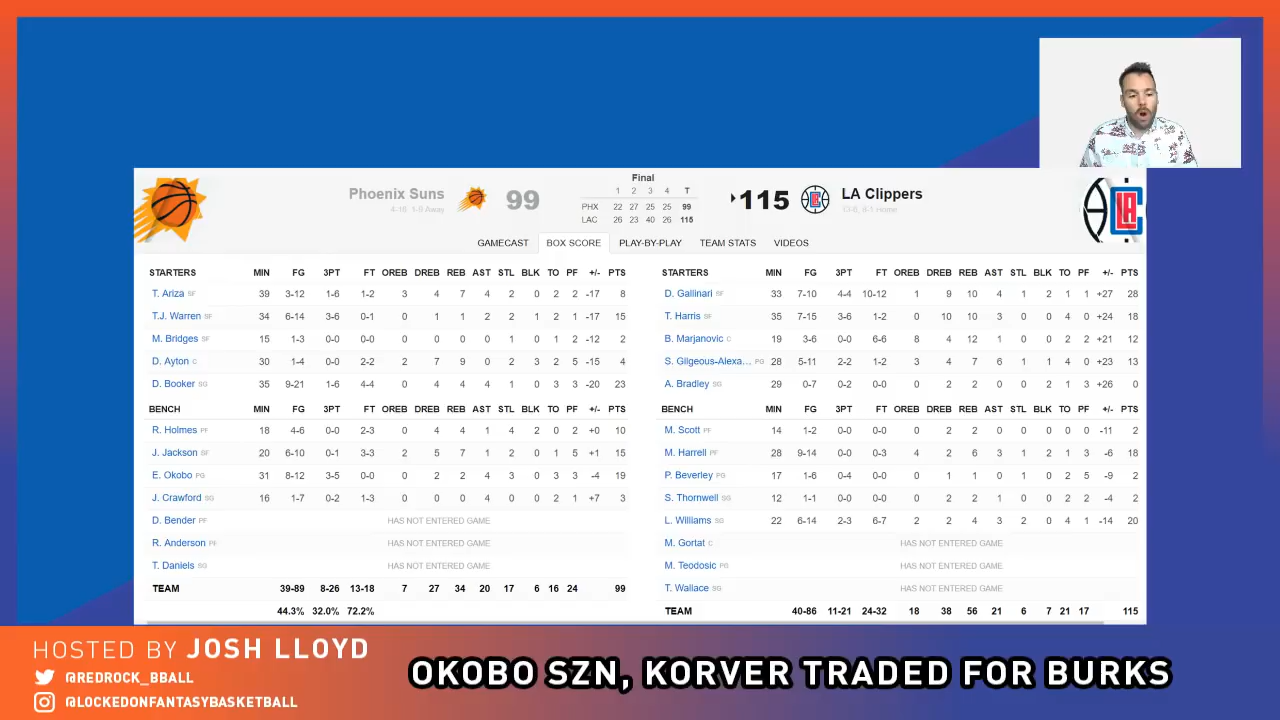 Final
Phoenix Suns 99 1 2 3 4 T 115 LA Clippers
4-16, 1-9 Away PHX 22 27 25 25 99
LAC 26 23 40 26 115
GAMECAST BOX SCORE PLAY-BY-PLAY TEAM STATS VIDEOS
STARTERS MIN FG 3PT FT OREB DREB REB AST STL BLK TO PF +/- PTS
T. Ariza SF 39 3-12 1-6 1-2 3 4 7 4 2 0 2 2 -17 8
T.J. Warren SF 34 6-14 3-6 0-1 0 1 1 2 2 1 2 1 -17 15
M. Bridges SF 15 1-3 0-0 0-0 0 0 0 0 1 0 1 2 -12 2
D. Ayton C 30 1-4 0-0 2-2 2 7 9 0 2 3 2 5 -15 4
D. Booker SG 35 9-21 1-6 4-4 0 4 4 4 1 0 3 3 -20 23
BENCH MIN FG 3PT FT OREB DREB REB AST STL BLK TO PF +/- PTS
R. Holmes PF 18 4-6 0-0 2-3 0 4 4 1 4 2 0 2 +0 10
J. Jackson SF 20 6-10 0-1 3-3 2 5 7 1 2 0 1 5 +1 15
E. Okobo PG 31 8-12 3-5 0-0 0 2 4 3 0 3 3 -4 19
J. Crawford SG 16 1-7 0-2 1-3 0 0 0 4 0 0 2 1 +7 3
D. Bender PF HAS NOT ENTERED GAME
R. Anderson PF HAS NOT ENTERED GAME
T. Daniels SG HAS NOT ENTERED GAME
TEAM 39-89 8-26 13-18 7 27 34 20 17 6 16 24 99
44.3% 32.0% 72.2%
STARTERS MIN FG 3PT FT OREB DREB REB AST STL BLK TO PF +/- PTS
D. Gallinari SF 33 7-10 4-4 10-12 1 9 10 4 1 2 1 1 +27 28
T. Harris SF 35 7-15 3-6 1-2 0 10 10 3 0 0 4 0 +24 18
B. Marjanovic C 19 3-6 0-0 6-6 8 4 12 1 0 0 2 2 +21 12
S. Gilgeous-Alexa... PG 28 5-11 2-2 1-2 3 4 7 6 1 1 4 0 +23 13
A. Bradley SG 29 0-7 0-2 0-0 0 2 2 2 0 2 1 3 +26 0
BENCH MIN FG 3PT FT OREB DREB REB AST STL BLK TO PF +/- PTS
M. Scott PF 14 1-2 0-0 0-0 0 2 2 0 0 0 0 0 -11 2
M. Harrell PF 28 9-14 0-0 0-3 4 2 6 3 1 2 1 3 -6 18
P. Beverley PG 17 1-6 0-4 0-0 0 1 1 0 1 0 2 5 -9 2
S. Thornwell SG 12 1-1 0-0 0-0 0 2 2 1 0 0 2 2 -4 2
L. Williams SG 22 6-14 2-3 6-7 2 2 4 3 2 0 4 1 -14 20
M. Gortat C HAS NOT ENTERED GAME
M. Teodosic PG HAS NOT ENTERED GAME
T. Wallace SG HAS NOT ENTERED GAME
TEAM 40-86 11-21 24-32 18 38 56 21 6 7 21 17 115
HOSTED BY JOSH LLOYD
@REDROCK_BBALL
@LOCKEDONFANTASYBASKETBALL
OKOBO SZN, KORVER TRADED FOR BURKS